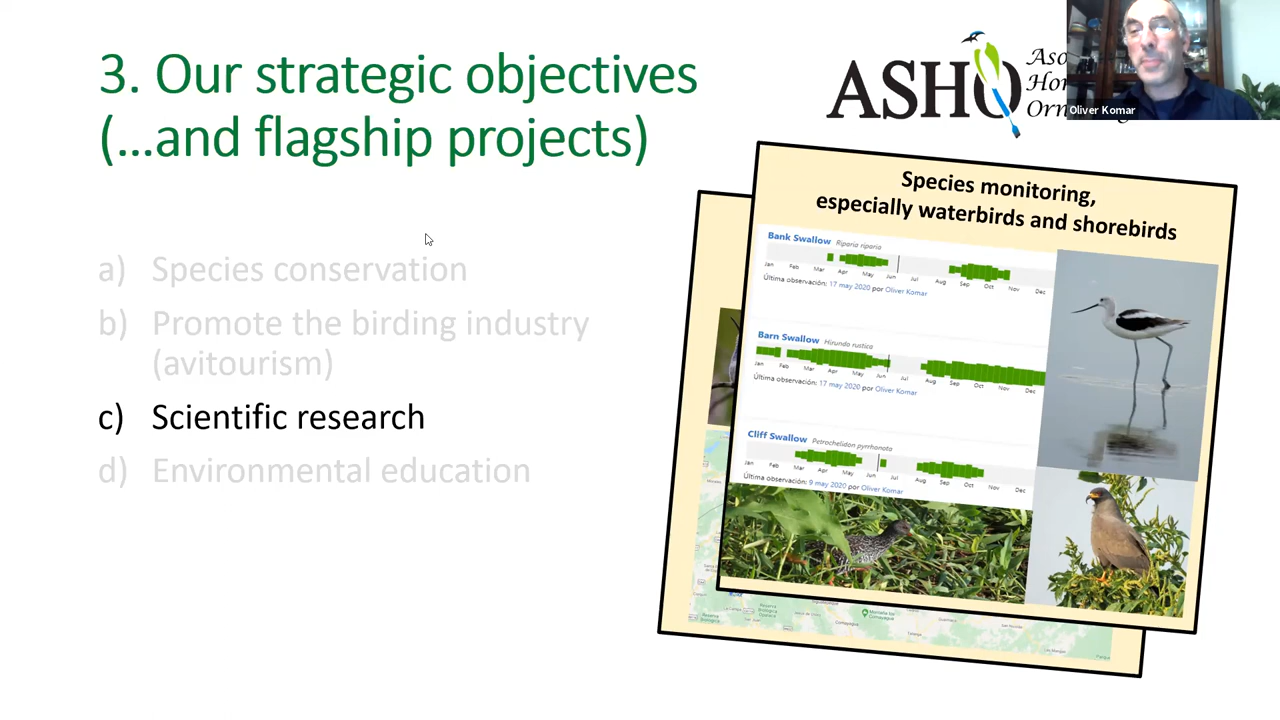 3. Our strategic objectives
(...and flagship projects)
a) Species conservation
b) Promote the birding industry
(avitourism)
c) Scientific research
d) Environmental education
ASHO
Oliver Komar
Species monitoring,
especially waterbirds and shorebirds
Bank Swallow Riparia riparia
Jan Feb Mar Apr May Jun Jul Aug Sep Oct Nov Dec
Última observación: 17 may 2020 por Oliver Komar
Barn Swallow Hirundo rustica
Jan Feb Mar Apr May Jun Jul Aug Sep Oct Nov Dec
Última observación: 17 may 2020 por Oliver Komar
Cliff Swallow Petrochelidon pyrrhonota
Jan Feb Mar Apr May Jun Jul Aug Sep Oct Nov Dec
Última observación: 9 may 2020 por Oliver Komar